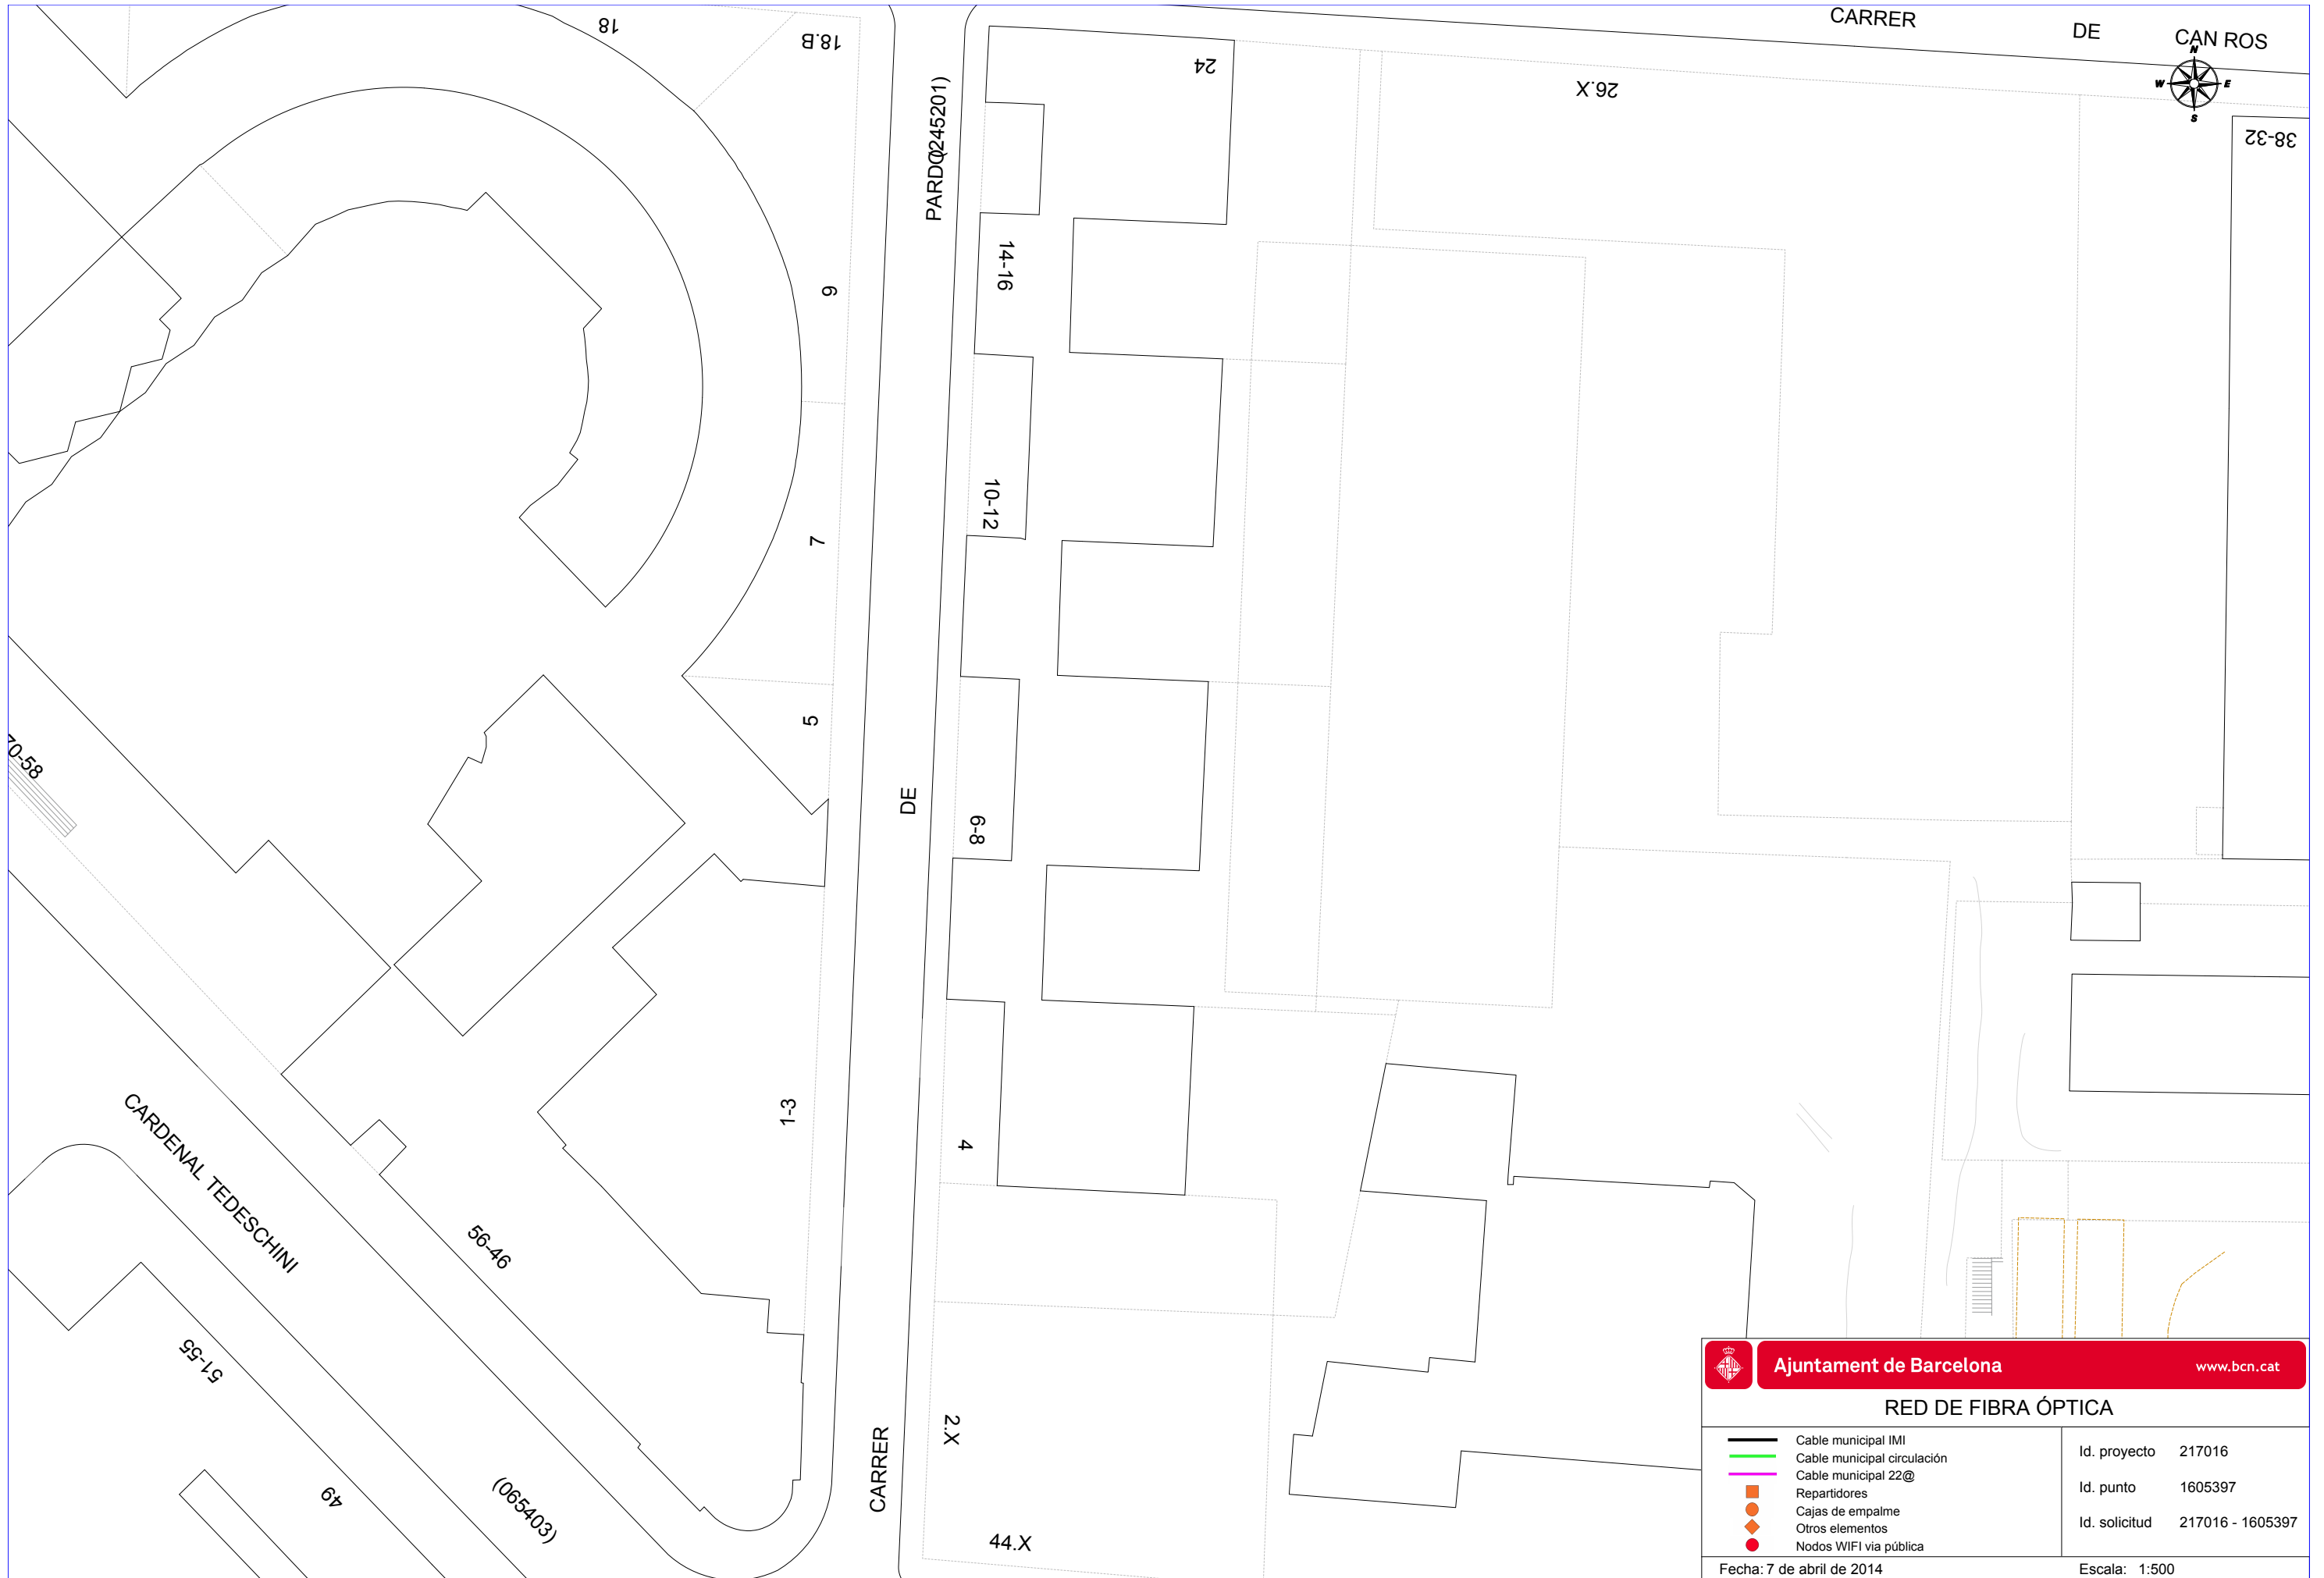 CARRER DE CAN ROS
N
W E
S
18
18.B
24
26.X
38-32
PARDO
(245201)
14-16
6
10-12
7
5
DE
6-8
70-58
1-3
4
CARDENAL TEDESCHINI
56-46
51-55
49
(065403)
CARRER
2.X
44.X
Ajuntament de Barcelona
www.bcn.cat
RED DE FIBRA ÓPTICA
Cable municipal IMI
Cable municipal circulación
Cable municipal 22@
Repartidores
Cajas de empalme
Otros elementos
Nodos WIFI via pública
Id. proyecto 217016
Id. punto 1605397
Id. solicitud 217016 - 1605397
Fecha: 7 de abril de 2014
Escala: 1:500